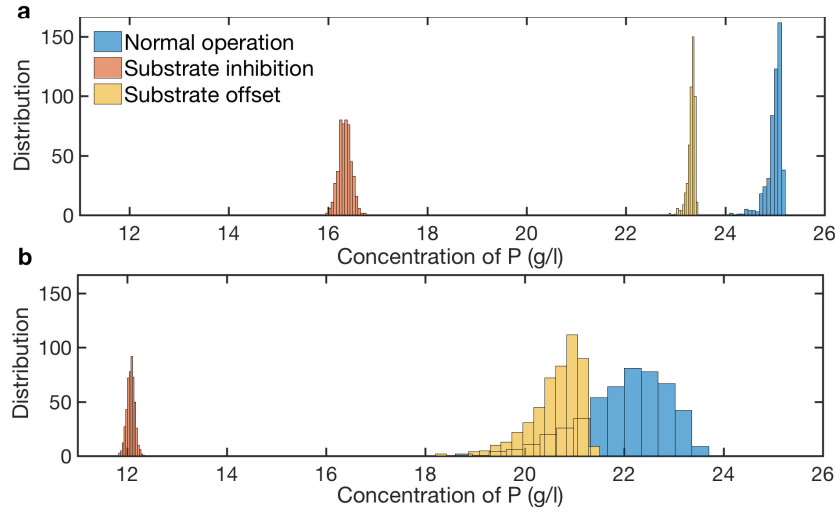 a
150
100
50
0
Distribution
Normal operation
Substrate inhibition
Substrate offset
12 14 16 18 20 22 24 26
Concentration of P (g/l)
b
150
100
50
0
Distribution
12 14 16 18 20 22 24 26
Concentration of P (g/l)